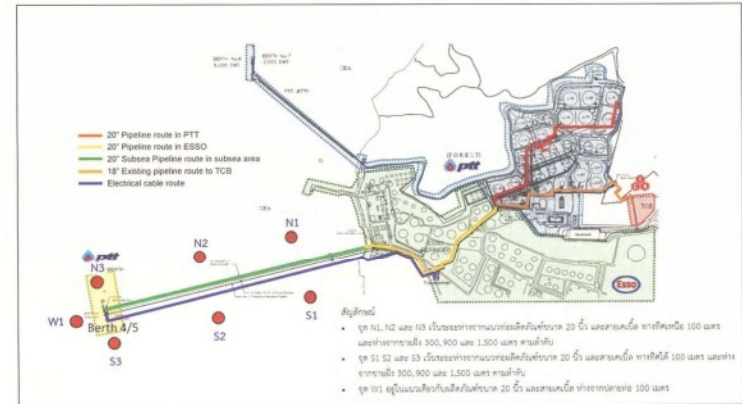 BERTH No.6
BERTH No.7
SEA
PTT JETTY
20" Pipeline route in PTT
20" Pipeline route in ESSO
20" Subsea Pipeline route in subsea area
18" Existing pipeline route to TCB
Electrical cable route
(FOREST)
ptt
SEA
N1
N2
ptt
N3
W1
Berth 4/5
S3
S2
S1
TCB
Esso
สัญลักษณ์
• จุด N1, N2 และ N3 เว้นระยะห่างจากแนวท่อผลิตภัณฑ์ขนาด 20 นิ้ว และสายเคเบิ้ล ทางทิศเหนือ 100 เมตร
และห่างจากชายฝั่ง 300, 900 และ 1,500 เมตร ตามลำดับ
• จุด S1 S2 และ S3 เว้นระยะห่างจากแนวท่อผลิตภัณฑ์ขนาด 20 นิ้ว และสายเคเบิ้ล ทางทิศใต้ 100 เมตร และห่าง
จากชายฝั่ง 300, 900 และ 1,500 เมตร ตามลำดับ
• จุด W1 อยู่ในแนวเดียวกับผลิตภัณฑ์ขนาด 20 นิ้ว และสายเคเบิ้ล ห่างจากปลายท่อ 100 เมตร